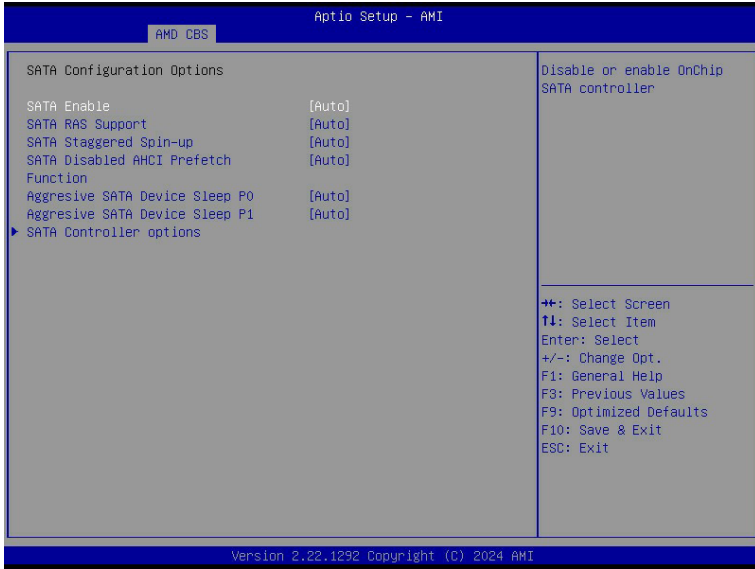 Aptio Setup – AMI
AMD CBS
SATA Configuration Options
SATA Enable [Auto]
SATA RAS Support [Auto]
SATA Staggered Spin-up [Auto]
SATA Disabled AHCI Prefetch [Auto]
Function
Aggresive SATA Device Sleep P0 [Auto]
Aggresive SATA Device Sleep P1 [Auto]
▶ SATA Controller options
Disable or enable OnChip
SATA controller
→←: Select Screen
↑↓: Select Item
Enter: Select
+/-: Change Opt.
F1: General Help
F3: Previous Values
F9: Optimized Defaults
F10: Save & Exit
ESC: Exit
Version 2.22.1292 Copyright (C) 2024 AMI